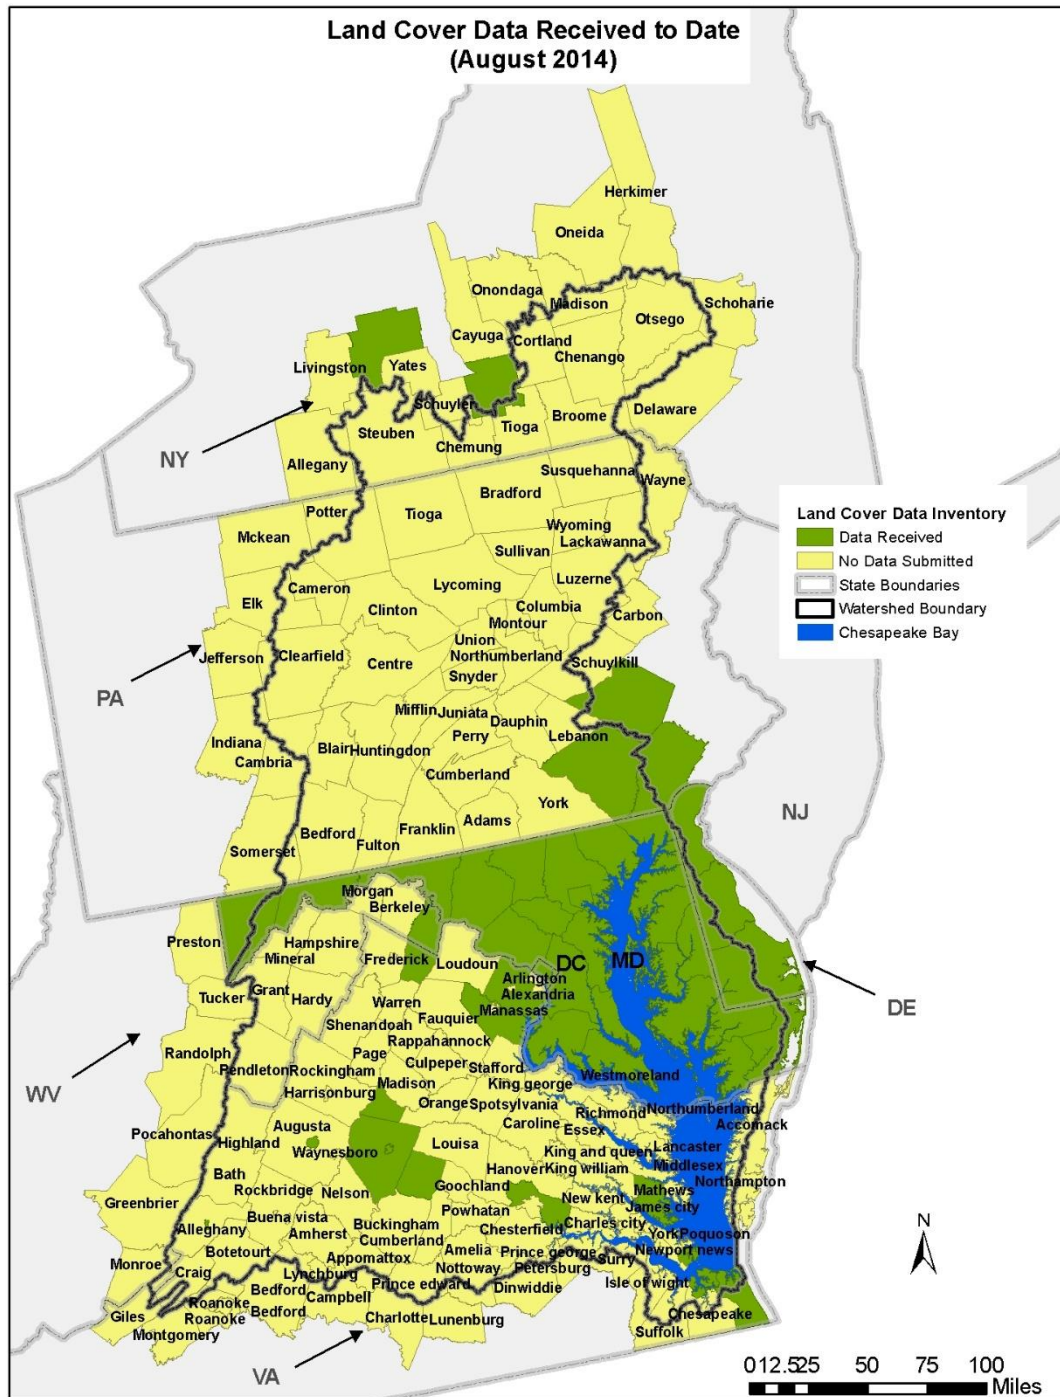 Land Cover Data Received to Date
(August 2014)
Herkimer
Oneida
Onondaga
Madison
Schoharie
Otsego
Cayuga
Cortland
Chenango
Livingston
Yates
Schuyler
Delaware
Steuben
Broome
Tioga
Chemung
NY
Allegany
Susquehanna
Wayne
Bradford
Potter
Tioga
Mckean
Wyoming
Lackawanna
Sullivan
Luzerne
Cameron
Lycoming
Elk
Clinton
Columbia
Carbon
Montour
Union
Jefferson
Clearfield
Centre
Northumberland
Schuylkill
Snyder
PA
Mifflin
Juniata
Dauphin
Perry
Lebanon
Indiana
Blair
Huntingdon
Cambria
Cumberland
York
Adams
Franklin
Bedford
Fulton
Somerset
NJ
Land Cover Data Inventory
Data Received
No Data Submitted
State Boundaries
Watershed Boundary
Chesapeake Bay
Morgan
Berkeley
Preston
Hampshire
Mineral
Frederick
Loudoun
DC
MD
Arlington
Alexandria
Manassas
Grant
Hardy
Tucker
Warren
Fauquier
DE
Shenandoah
Rappahannock
Randolph
Page
Culpeper
Stafford
Pendleton
Rockingham
Westmoreland
WV
Harrisonburg
Madison
King george
Orange
Spotsylvania
Richmond
Northumberland
Caroline
Essex
Accomack
Pocahontas
Augusta
Highland
Waynesboro
Louisa
Lancaster
King and queen
Middlesex
Hanover
King william
Bath
Northampton
Goochland
Mathews
Greenbrier
Rockbridge
Nelson
New kent
James city
Powhatan
Buena vista
Buckingham
Chesterfield
Charles city
Alleghany
Amherst
Cumberland
York
Poquoson
Botetourt
Amelia
Prince george
Newport news
Appomattox
Nottoway
Petersburg
Surry
Monroe
Craig
Lynchburg
Prince edward
Dinwiddie
Isle of wight
Bedford
Campbell
Roanoke
Giles
Roanoke
Bedford
Charlotte
Lunenburg
Chesapeake
Montgomery
Suffolk
VA
N
0 12.5 25 50 75 100
Miles